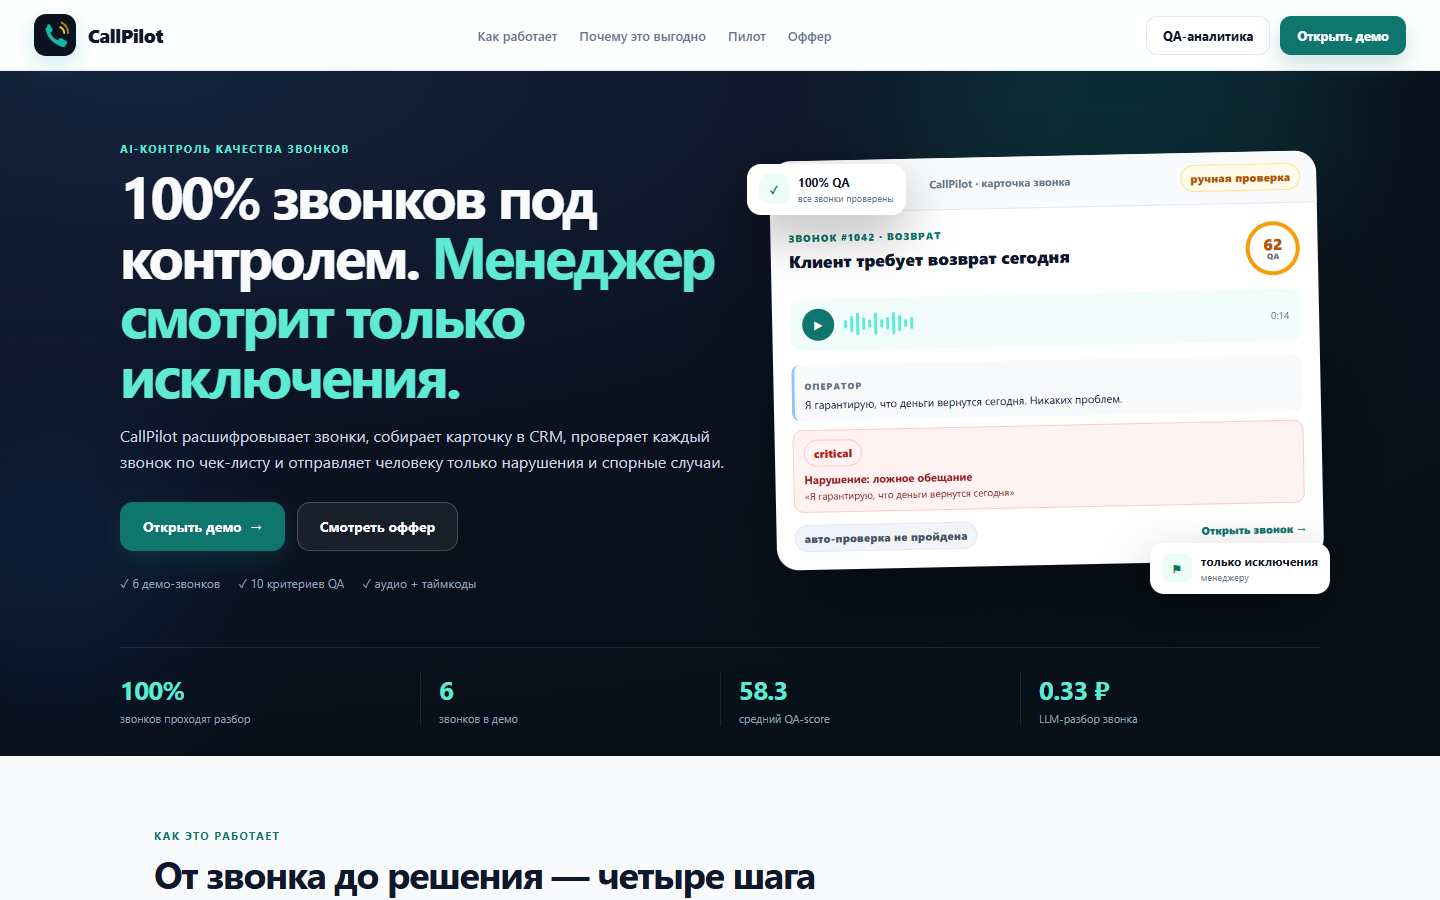 CallPilot
Как работает
Почему это выгодно
Пилот
Оффер
QA-аналитика
Открыть демо
AI-КОНТРОЛЬ КАЧЕСТВА ЗВОНКОВ
100% звонков под
контролем. Менеджер
смотрит только
исключения.
CallPilot расшифровывает звонки, собирает карточку в CRM, проверяет каждый
звонок по чек-листу и отправляет человеку только нарушения и спорные случаи.
Открыть демо →
Смотреть оффер
✓ 6 демо-звонков
✓ 10 критериев QA
✓ аудио + таймкоды
✓
100% QA
все звонки проверены
CallPilot · карточка звонка
ручная проверка
ЗВОНОК #1042 · ВОЗВРАТ
Клиент требует возврат сегодня
62
QA
0:14
ОПЕРАТОР
Я гарантирую, что деньги вернутся сегодня. Никаких проблем.
critical
Нарушение: ложное обещание
«Я гарантирую, что деньги вернутся сегодня»
авто-проверка не пройдена
Открыть звонок →
только исключения
менеджеру
100%
звонков проходят разбор
6
звонков в демо
58.3
средний QA-score
0.33 ₽
LLM-разбор звонка
КАК ЭТО РАБОТАЕТ
От звонка до решения — четыре шага